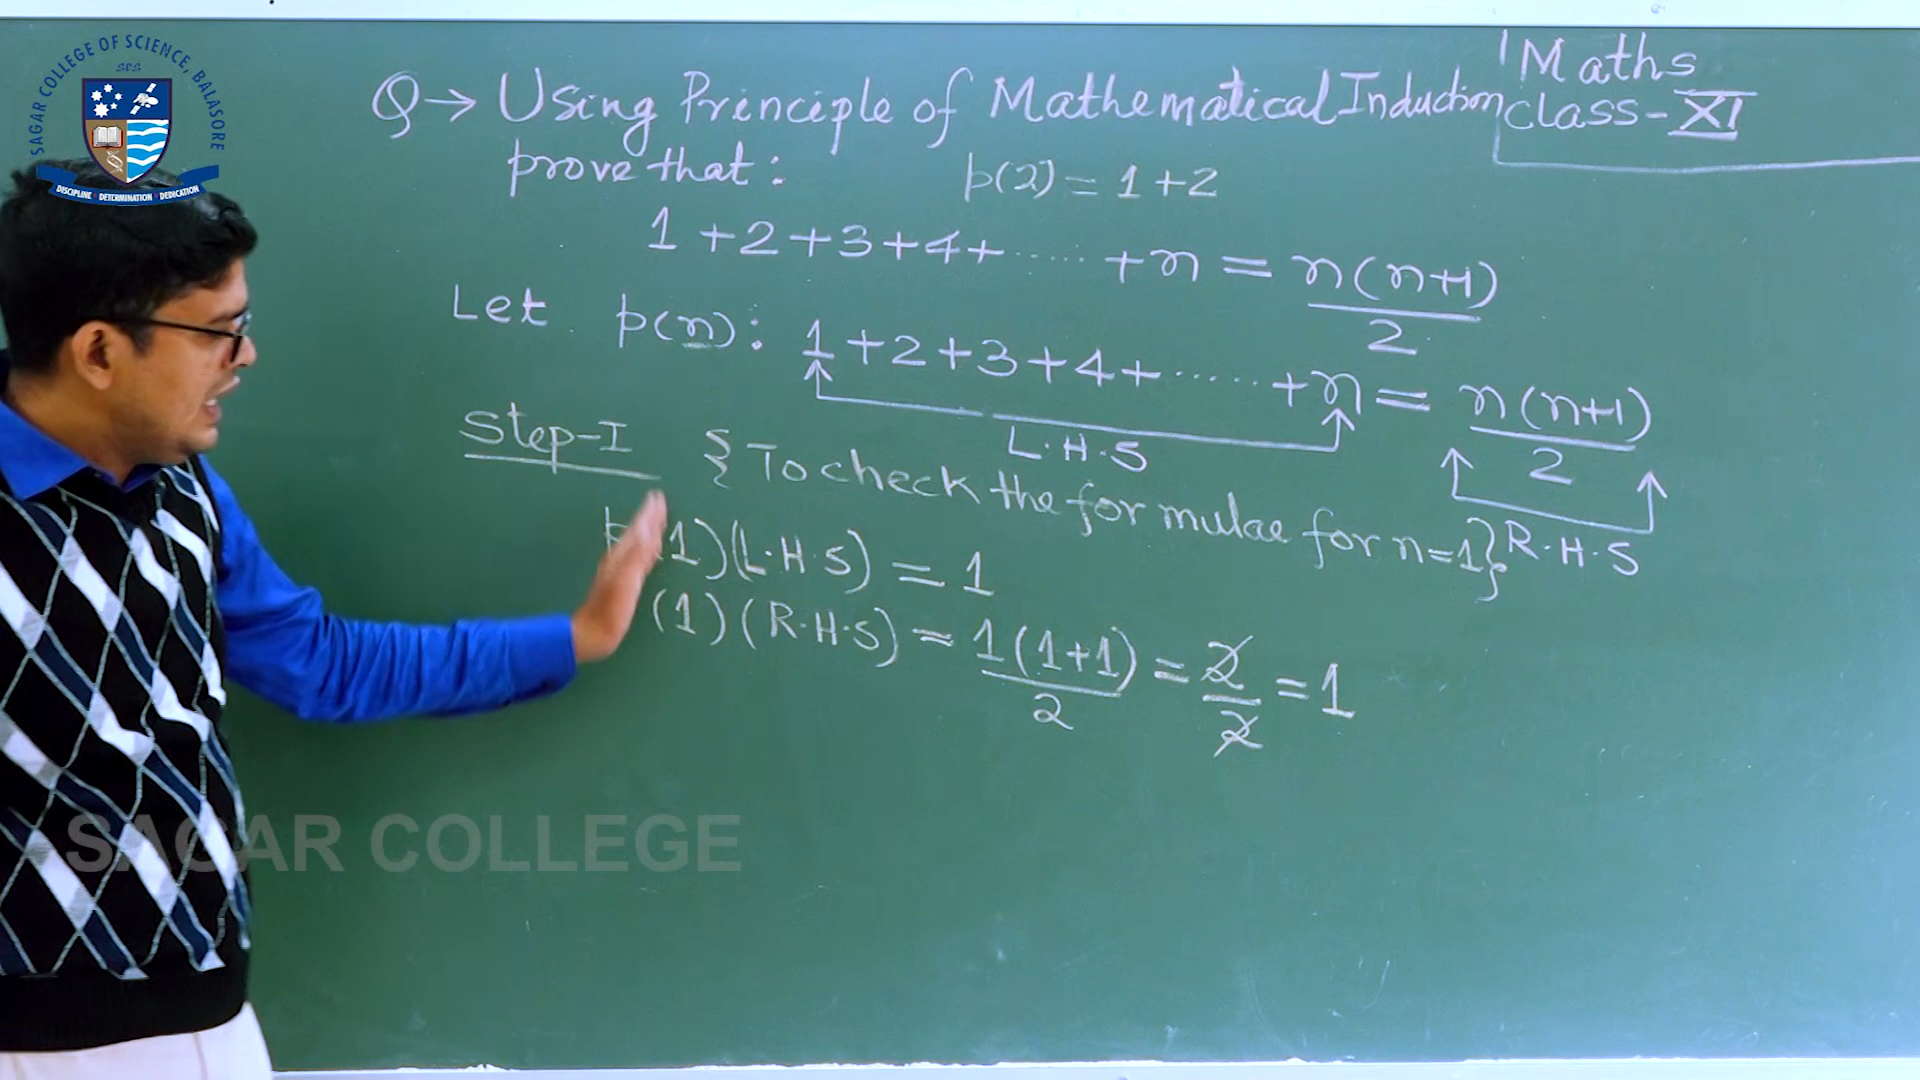 SAGAR COLLEGE OF SCIENCE, BALASORE
SCS
DISCIPLINE · DETERMINATION · DEDICATION
Maths
class-XI
Q→ Using Principle of Mathematical Induction
prove that:
p(2) = 1+2
1+2+3+4+......+n = n(n+1)/2
Let p(n): 1+2+3+4+......+n = n(n+1)/2
L.H.S
R.H.S
Step-I {To check the formulae for n=1}
p(1)(L.H.S) = 1
(1)(R.H.S) = 1(1+1)/2 = 2/2 = 1
SAGAR COLLEGE